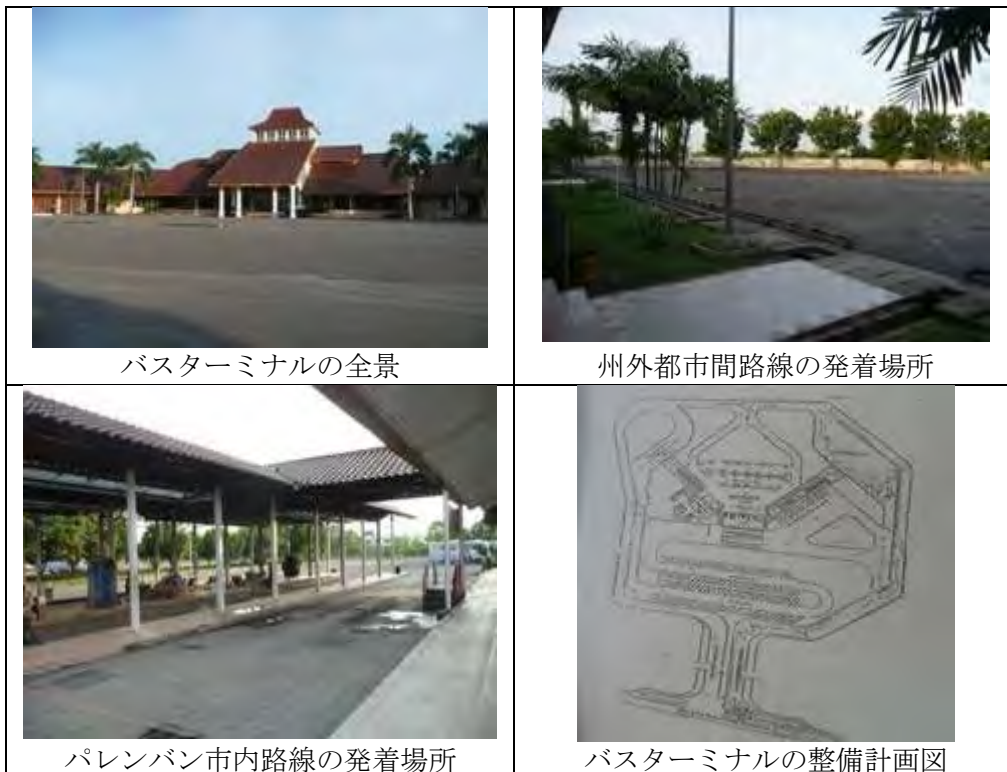 バスターミナルの全景
州外都市間路線の発着場所
パレンバン市内路線の発着場所
バスターミナルの整備計画図